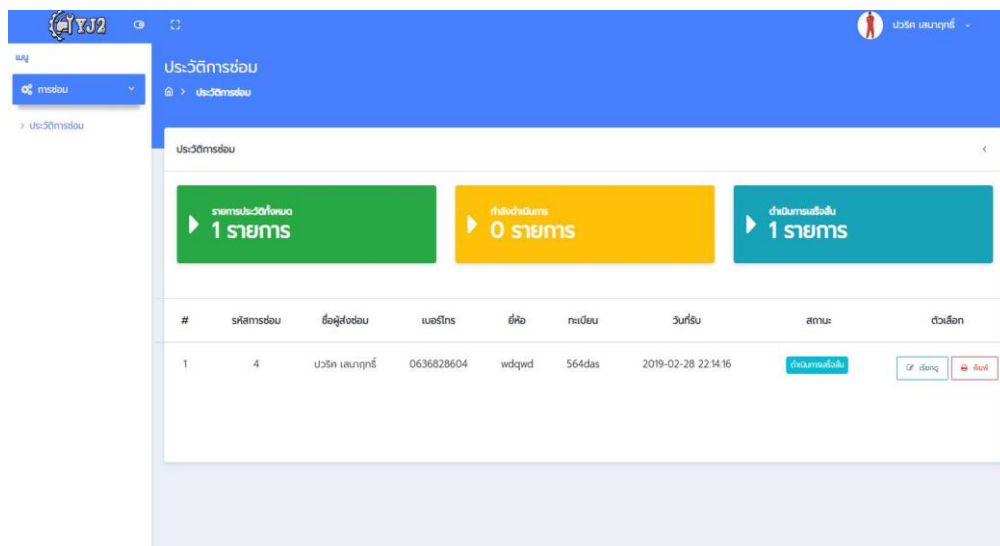 YJ2
ปวริศ เสนาฤทธิ์
เมนู
การซ่อม
> ประวัติการซ่อม
ประวัติการซ่อม
> ประวัติการซ่อม
ประวัติการซ่อม
รายการประวัติทั้งหมด
1 รายการ
กำลังดำเนินการ
0 รายการ
ดำเนินการเสร็จสิ้น
1 รายการ
# รหัสการซ่อม ชื่อผู้ส่งซ่อม เบอร์โทร ยี่ห้อ ทะเบียน วันที่รับ สถานะ ตัวเลือก
1 4 ปวริศ เสนาฤทธิ์ 0636828604 wdqwd 564das 2019-02-28 22:14:16 ดำเนินการเสร็จสิ้น เรียกดู พิมพ์